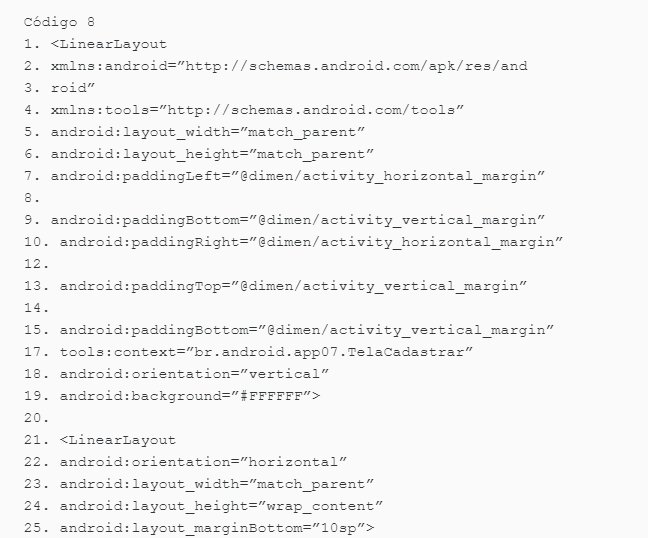 Código 8
1. <LinearLayout
2. xmlns:android=”http://schemas.android.com/apk/res/and
3. roid”
4. xmlns:tools=”http://schemas.android.com/tools”
5. android:layout_width=”match_parent”
6. android:layout_height=”match_parent”
7. android:paddingLeft=”@dimen/activity_horizontal_margin”
8.
9. android:paddingBottom=”@dimen/activity_vertical_margin”
10. android:paddingRight=”@dimen/activity_horizontal_margin”
12.
13. android:paddingTop=”@dimen/activity_vertical_margin”
14.
15. android:paddingBottom=”@dimen/activity_vertical_margin”
17. tools:context=”br.android.app07.TelaCadastrar”
18. android:orientation=”vertical”
19. android:background=”#FFFFFF”>
20.
21. <LinearLayout
22. android:orientation=”horizontal”
23. android:layout_width=”match_parent”
24. android:layout_height=”wrap_content”
25. android:layout_marginBottom=”10sp”>